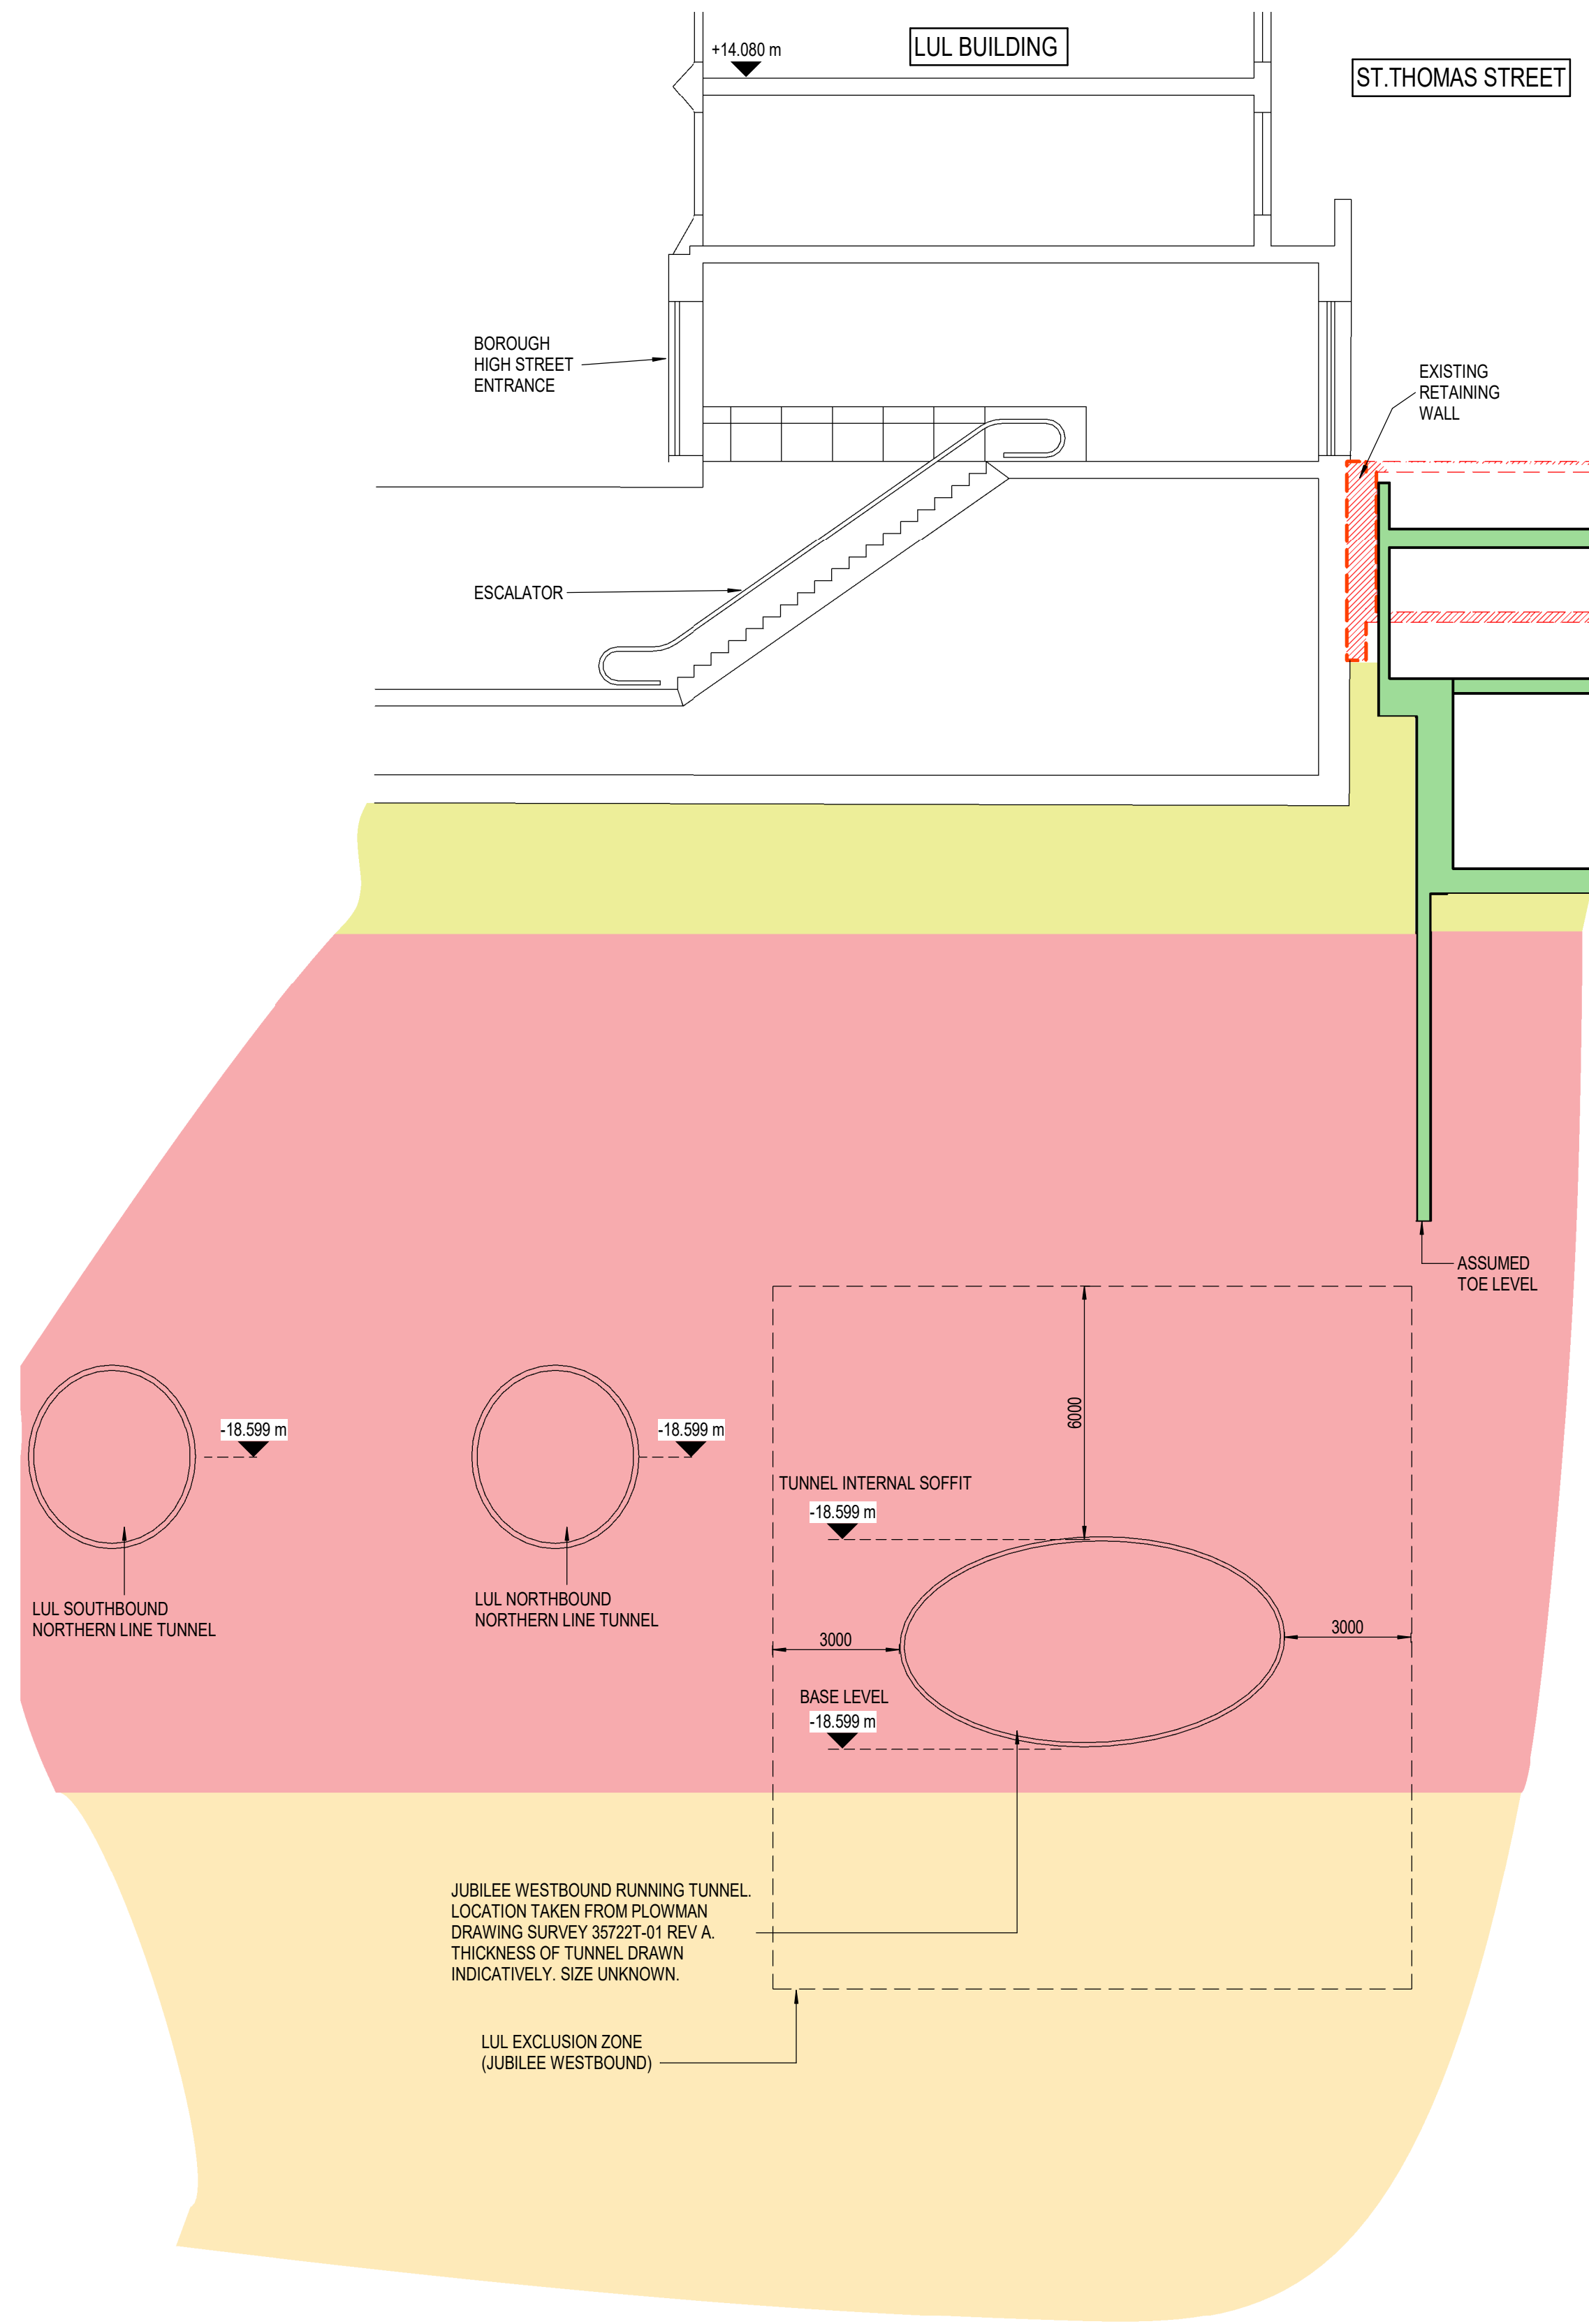 +14.080 m
LUL BUILDING
ST.THOMAS STREET
BOROUGH
HIGH STREET
ENTRANCE
EXISTING
RETAINING
WALL
ESCALATOR
ASSUMED
TOE LEVEL
6000
-18.599 m
-18.599 m
TUNNEL INTERNAL SOFFIT
-18.599 m
LUL SOUTHBOUND
NORTHERN LINE TUNNEL
LUL NORTHBOUND
NORTHERN LINE TUNNEL
3000
3000
BASE LEVEL
-18.599 m
JUBILEE WESTBOUND RUNNING TUNNEL.
LOCATION TAKEN FROM PLOWMAN
DRAWING SURVEY 35722T-01 REV A.
THICKNESS OF TUNNEL DRAWN
INDICATIVELY. SIZE UNKNOWN.
LUL EXCLUSION ZONE
(JUBILEE WESTBOUND)